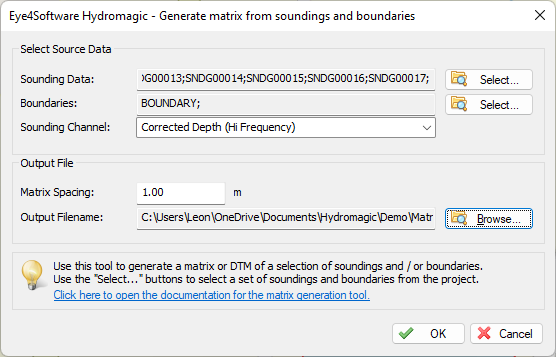 Eye4Software Hydromagic - Generate matrix from soundings and boundaries
Select Source Data
Sounding Data: G00013;SNDG00014;SNDG00015;SNDG00016;SNDG00017; Select...
Boundaries: BOUNDARY; Select...
Sounding Channel: Corrected Depth (Hi Frequency)
Output File
Matrix Spacing: 1.00 m
Output Filename: C:\Users\Leon\OneDrive\Documents\Hydromagic\Demo\Matr Browse...
Use this tool to generate a matrix or DTM of a selection of soundings and / or boundaries.
Use the "Select..." buttons to select a set of soundings and boundaries from the project.
Click here to open the documentation for the matrix generation tool.
OK Cancel